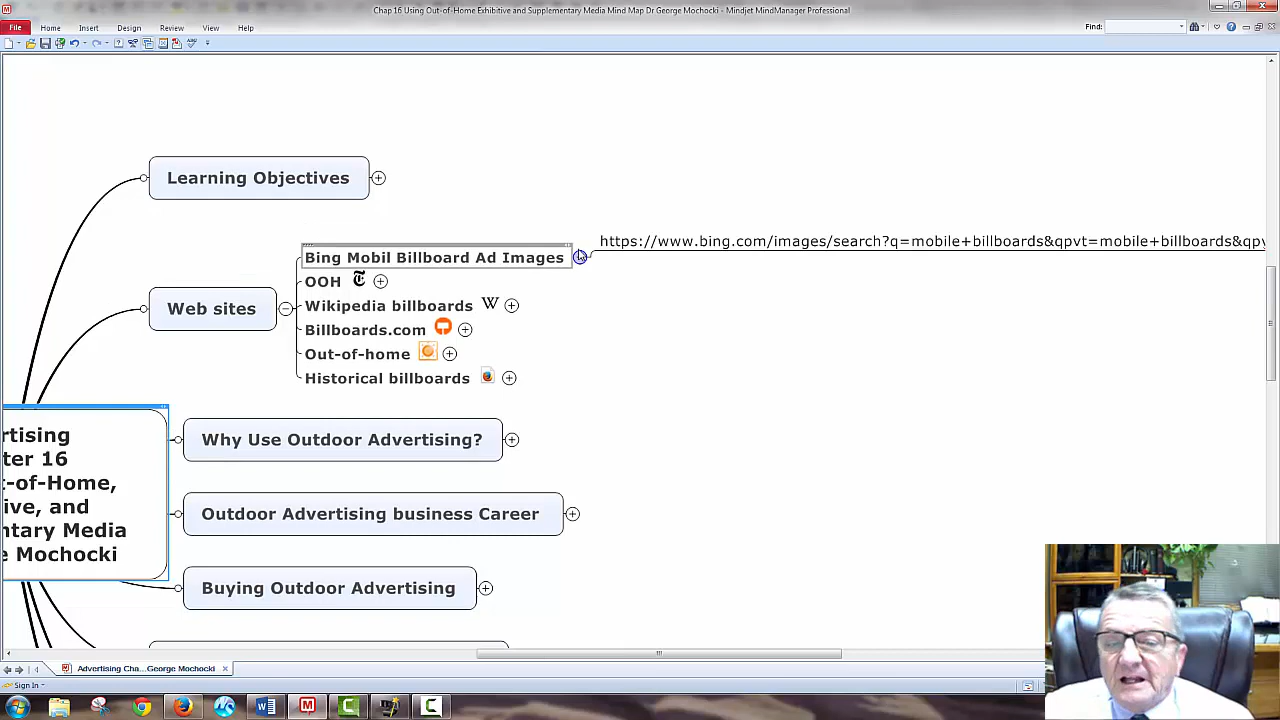 Chap 16 Using Out-of-Home Exhibitive and Supplementary Media Mind Map Dr George Mochocki - Mindjet MindManager Professional
File Home Insert Design Review View Help Find:
Learning Objectives
https://www.bing.com/images/search?q=mobile+billboards&qpvt=mobile+billboards&qpv
Bing Mobil Billboard Ad Images
OOH
Wikipedia billboards W
Web sites
Billboards.com
Out-of-home
Historical billboards
rtising
ter 16
t-of-Home,
ive, and
ntary Media
e Mochocki
Why Use Outdoor Advertising?
Outdoor Advertising business Career
Buying Outdoor Advertising
Advertising Cha...George Mochocki
Sign In